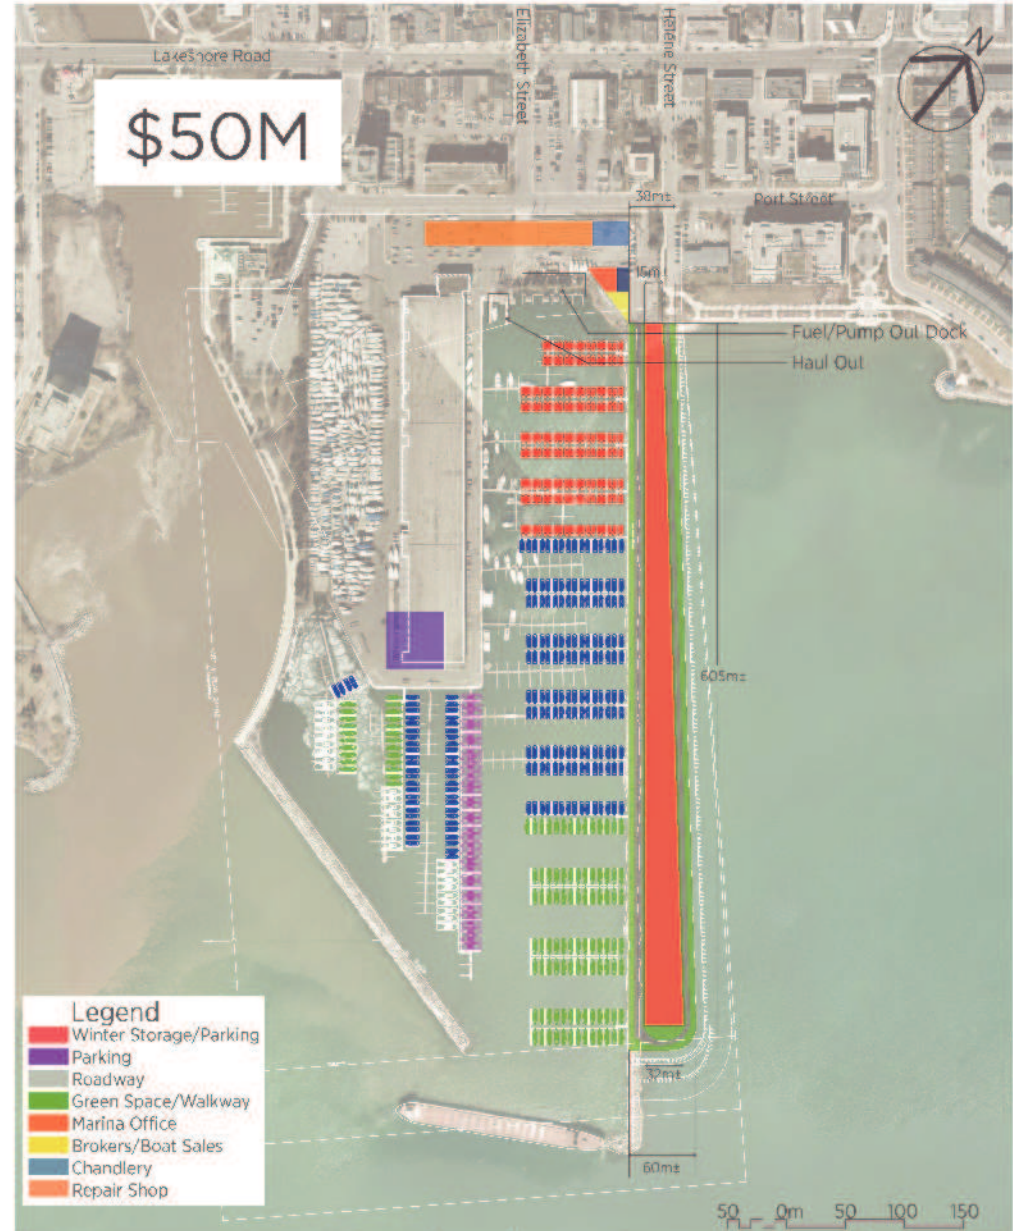 Lakeshore Road
Elizabeth Street
Helene Street
N
$50M
38m±
Port Street
15m
Fuel/Pump Out Dock
Haul Out
605m±
Legend
Winter Storage/Parking
Parking
Roadway
Green Space/Walkway
Marina Office
Brokers/Boat Sales
Chandlery
Repair Shop
32m±
60m±
50 0m 50 100 150